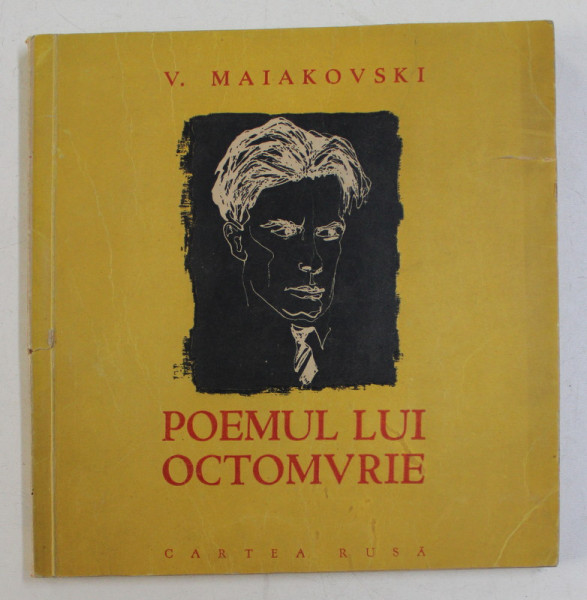 V. MAIAKOVSKI
POEMUL LUI
OCTOMVRIE
CARTEA RUSĂ